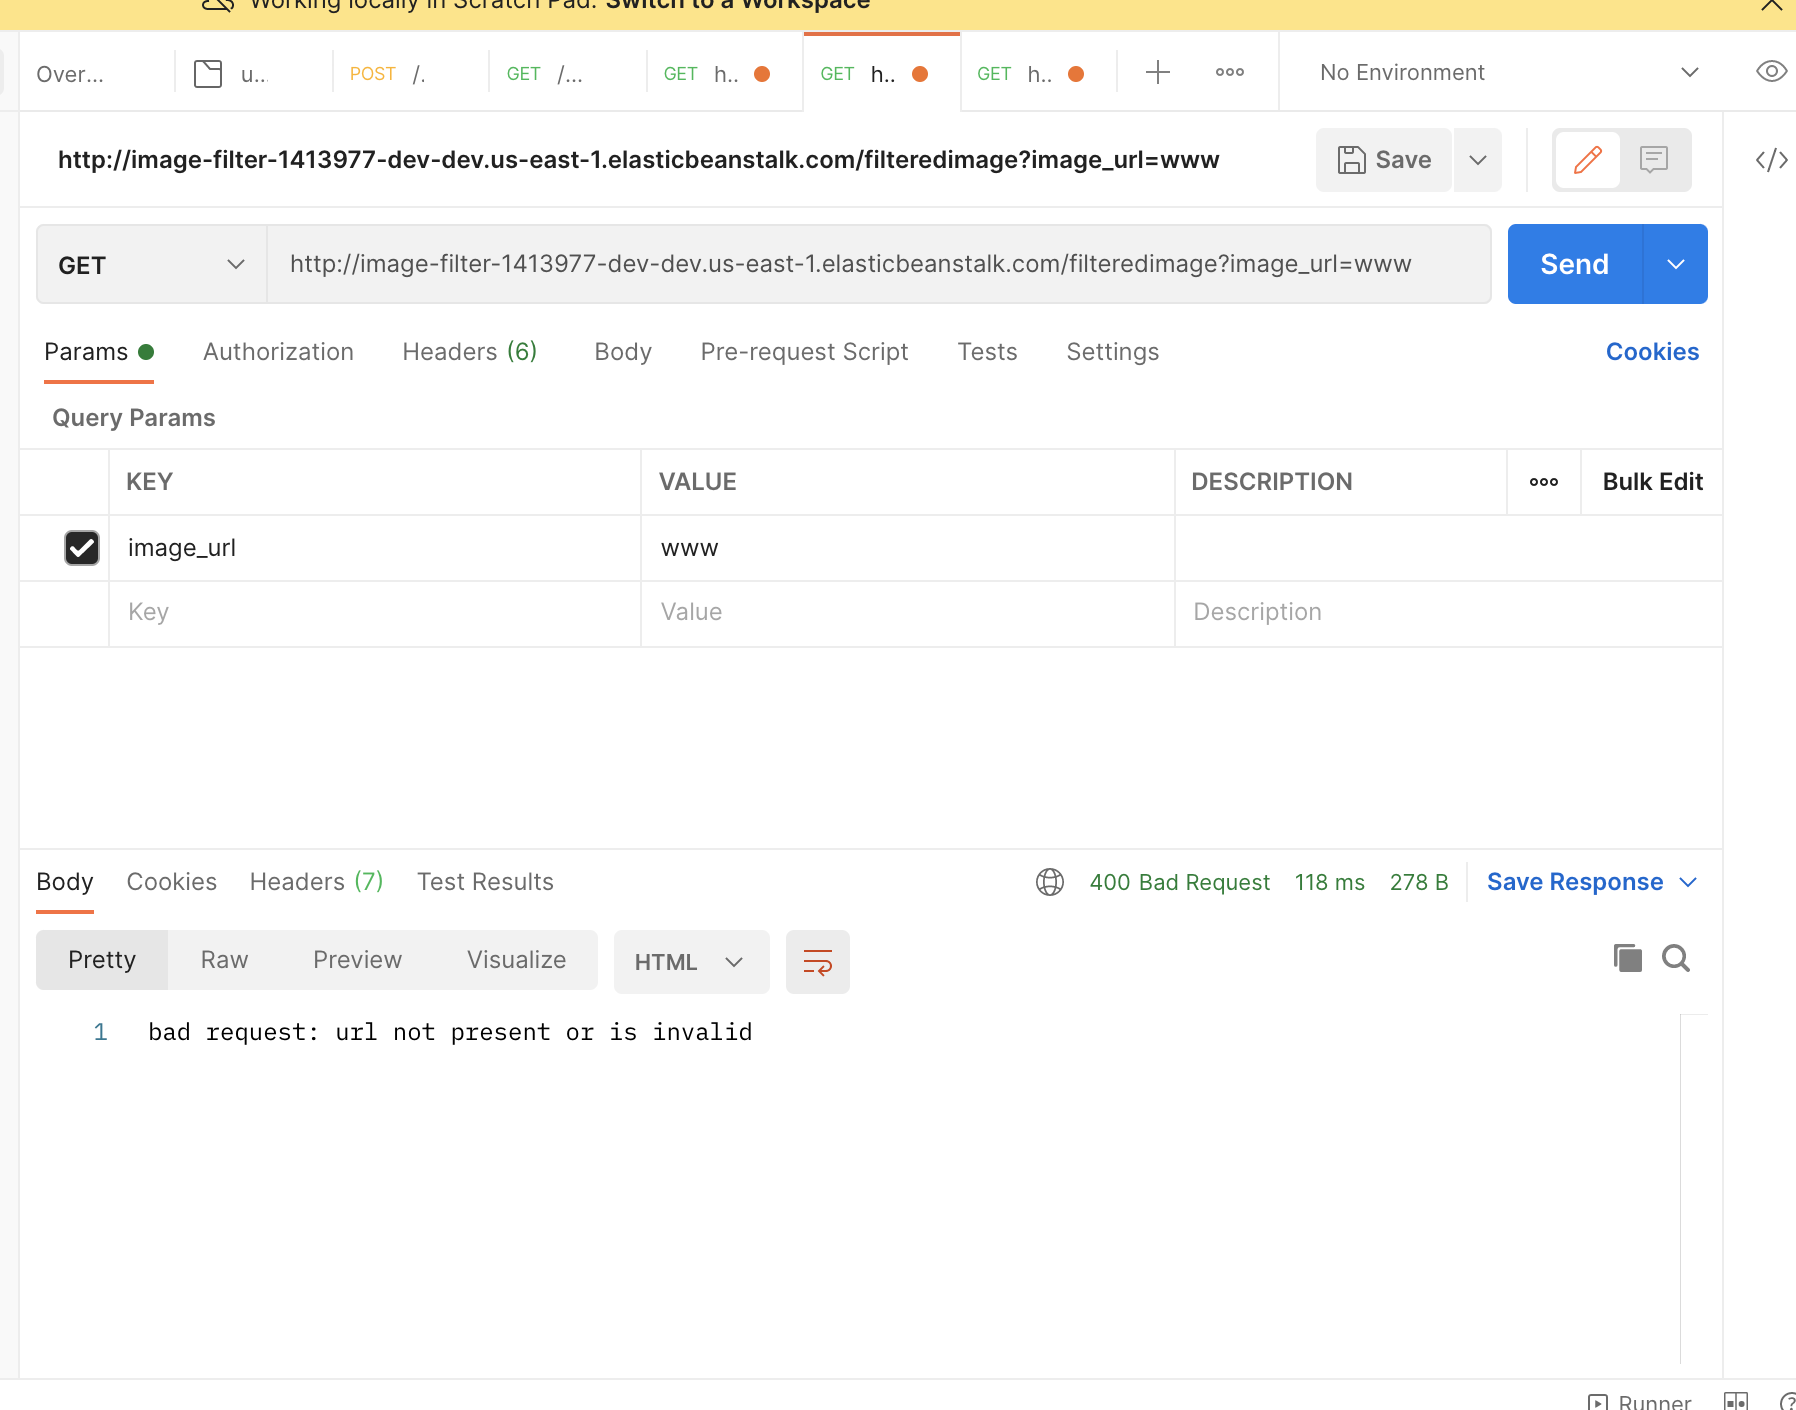 Working locally in Scratch Pad. Switch to a Workspace
Over... u... POST /. GET /... GET h.. GET h.. GET h.. No Environment
http://image-filter-1413977-dev-dev.us-east-1.elasticbeanstalk.com/filteredimage?image_url=www Save
GET http://image-filter-1413977-dev-dev.us-east-1.elasticbeanstalk.com/filteredimage?image_url=www Send
Params Authorization Headers (6) Body Pre-request Script Tests Settings Cookies
Query Params
KEY VALUE DESCRIPTION Bulk Edit
image_url www
Key Value Description
Body Cookies Headers (7) Test Results 400 Bad Request 118 ms 278 B Save Response
Pretty Raw Preview Visualize HTML
1 bad request: url not present or is invalid
Runner